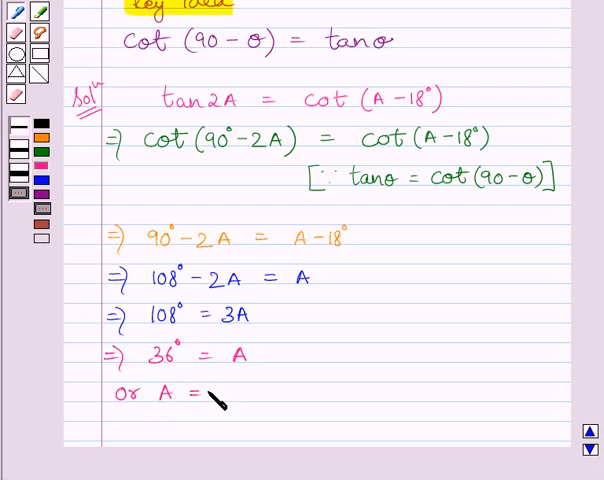 Key Idea
cot (90 - θ) = tanθ
Solⁿ tan2A = cot (A - 18°)
⇒ cot (90° - 2A) = cot (A - 18°)
[∵ tanθ = cot (90 - θ)]
⇒ 90° - 2A = A - 18°
⇒ 108° - 2A = A
⇒ 108° = 3A
⇒ 36° = A
or A =